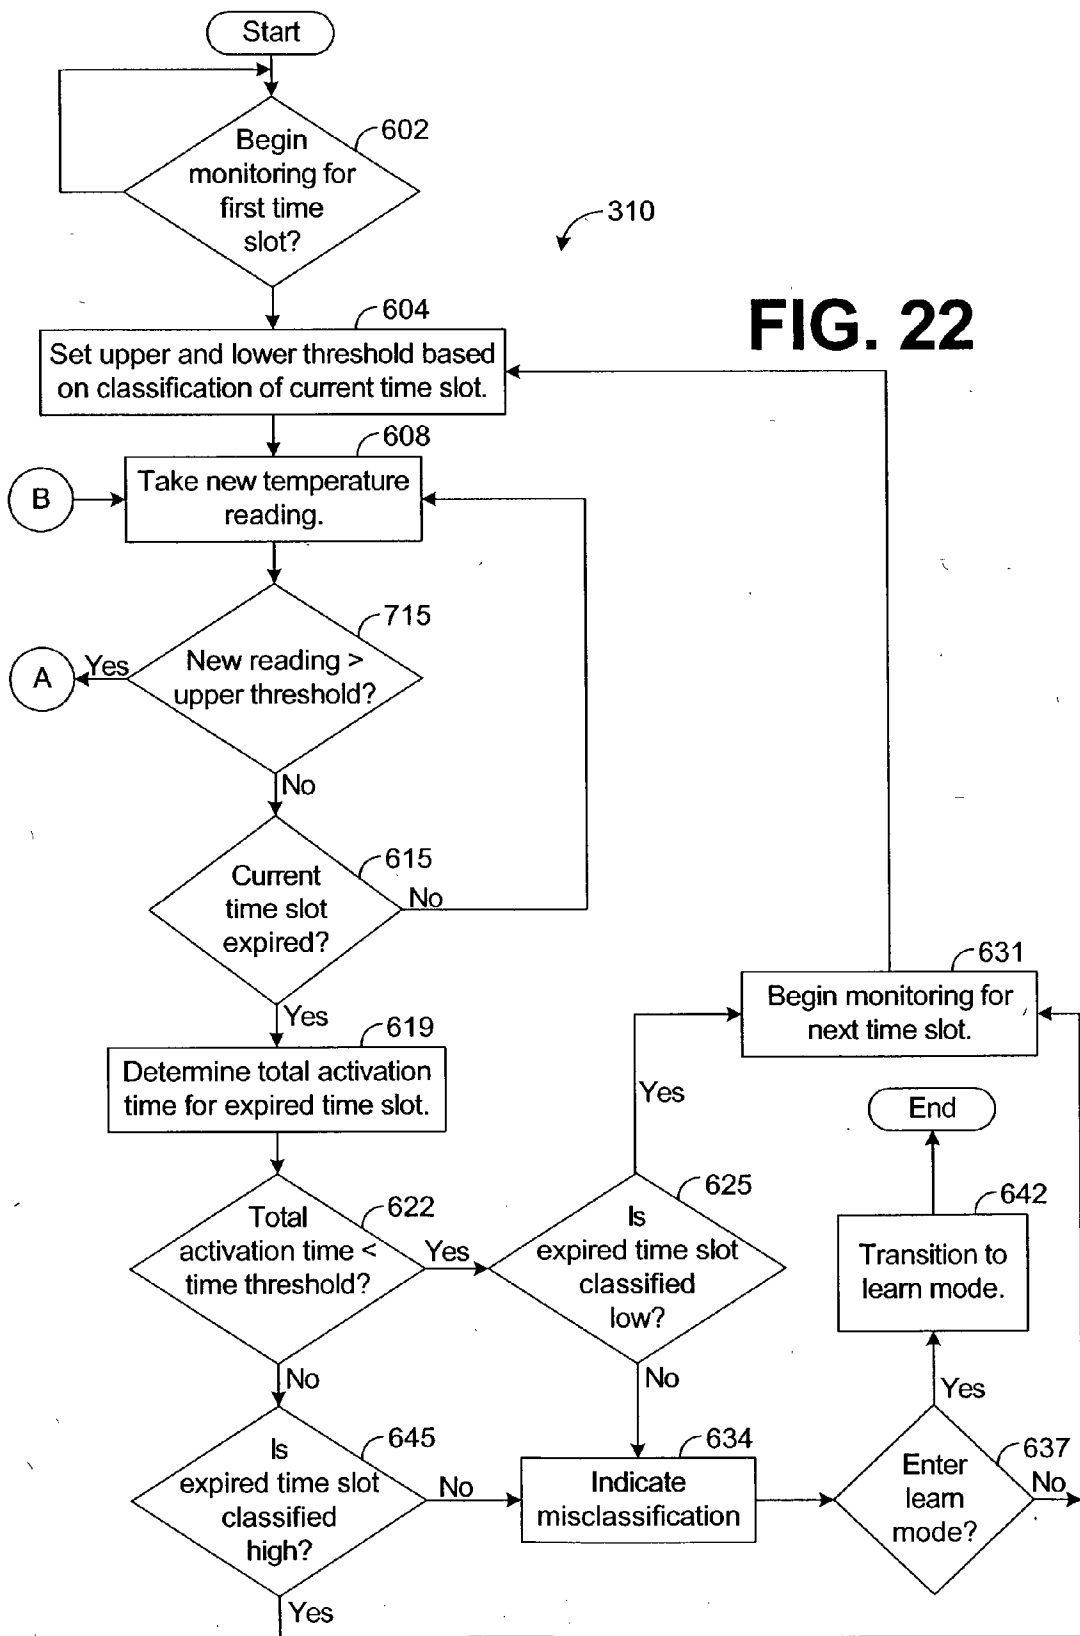 Start
602
Begin
monitoring for
first time
slot?
310
FIG. 22
604
Set upper and lower threshold based
on classification of current time slot.
608
B
Take new temperature
reading.
715
A
Yes
New reading >
upper threshold?
No
615
Current
time slot
expired?
No
Yes
631
Begin monitoring for
next time slot.
619
Determine total activation
time for expired time slot.
Yes
End
622
Total
activation time <
time threshold?
Yes
625
Is
expired time slot
classified
low?
642
Transition to
learn mode.
No
No
Yes
645
Is
expired time slot
classified
high?
No
634
Indicate
misclassification
637
Enter
learn
mode?
No
Yes